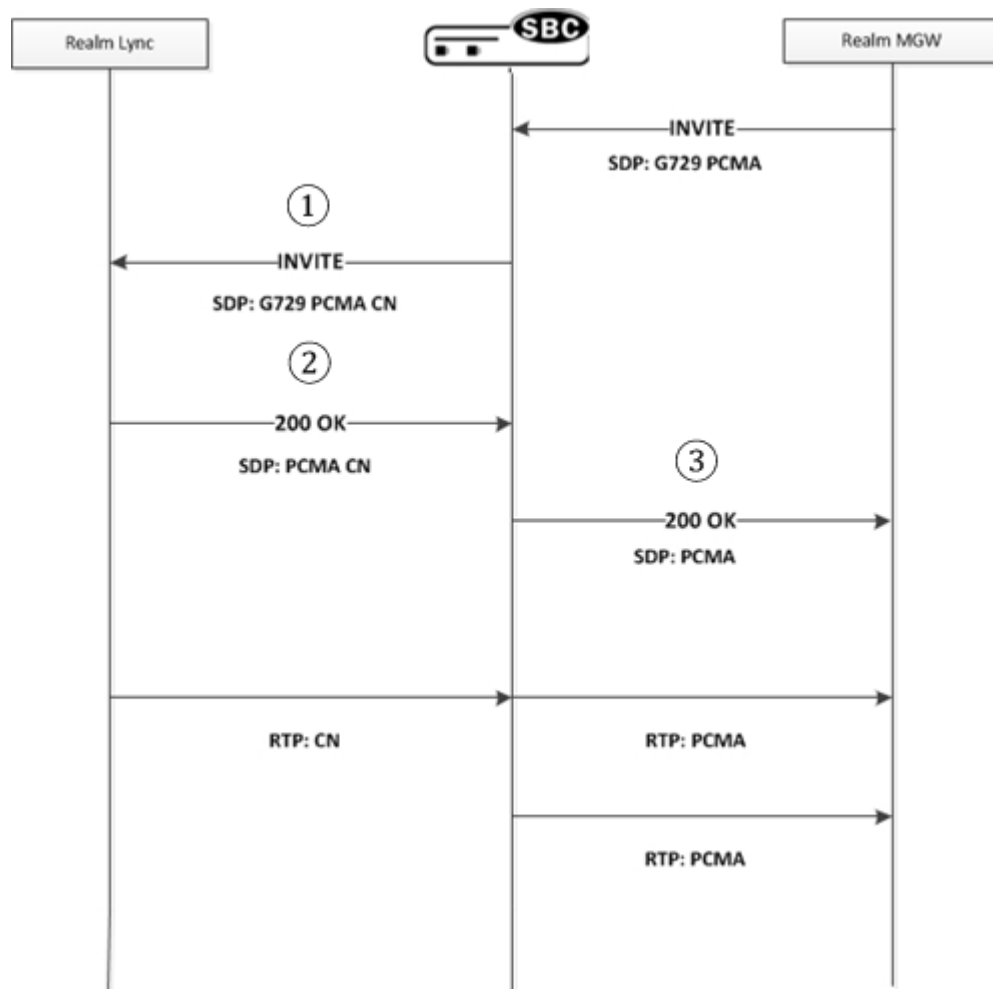 Realm Lync
SBC
Realm MGW
INVITE
SDP: G729 PCMA
1
INVITE
SDP: G729 PCMA CN
2
200 OK
SDP: PCMA CN
3
200 OK
SDP: PCMA
RTP: CN
RTP: PCMA
RTP: PCMA